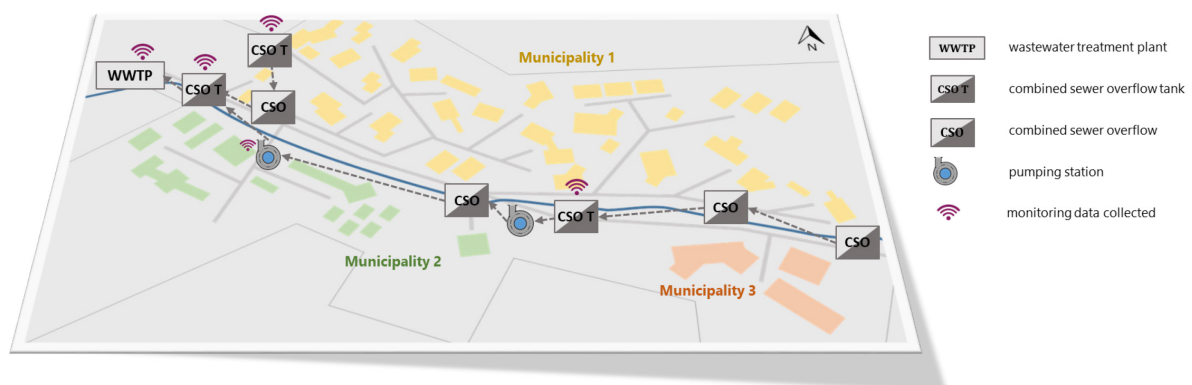 CSO T
Municipality 1
N
WWTP
CSO T
CSO
CSO
CSO T
CSO
CSO
Municipality 2
Municipality 3
WWTP wastewater treatment plant
CSO T combined sewer overflow tank
CSO combined sewer overflow
pumping station
monitoring data collected